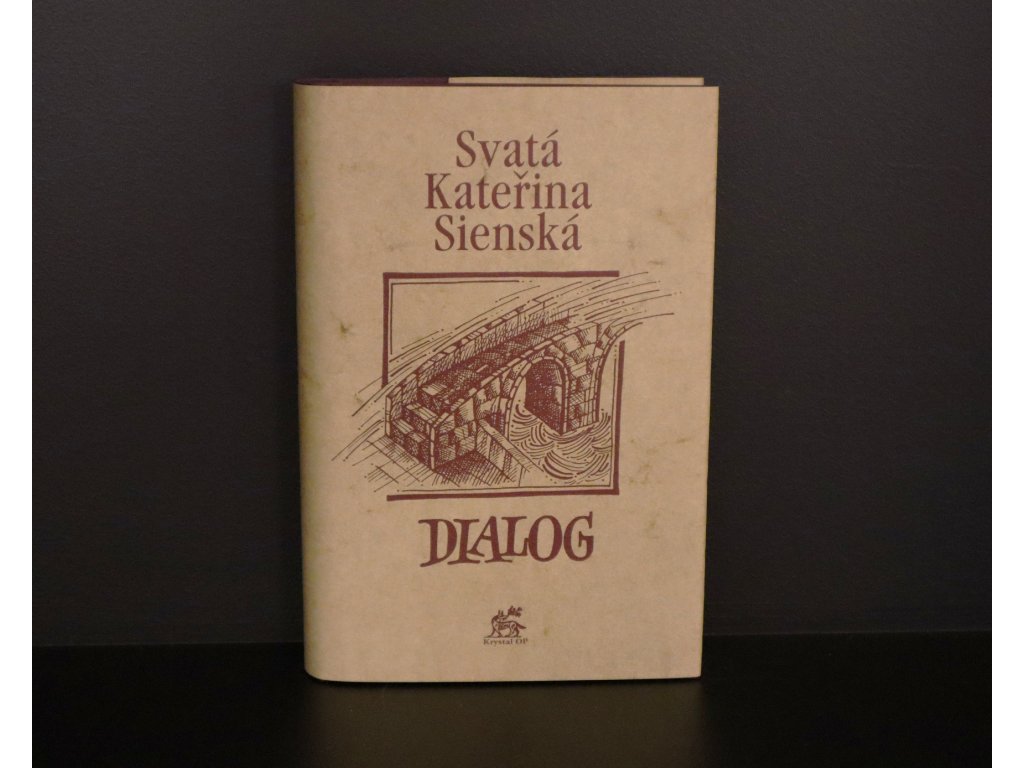 Svatá
Kateřina
Sienská
DIALOG
Krystal OP